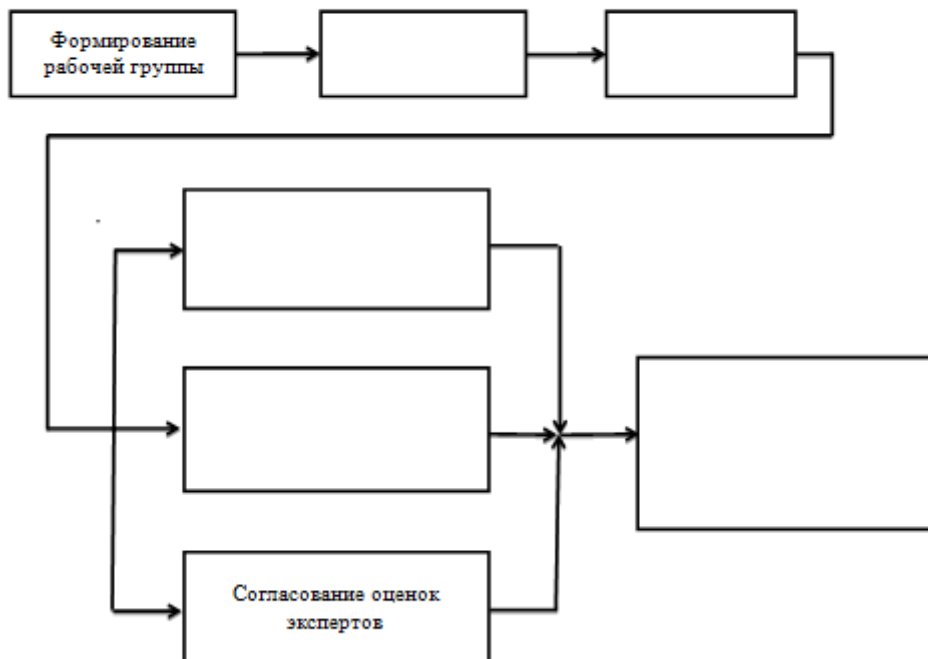 Формирование
рабочей группы
Согласование оценок
экспертов